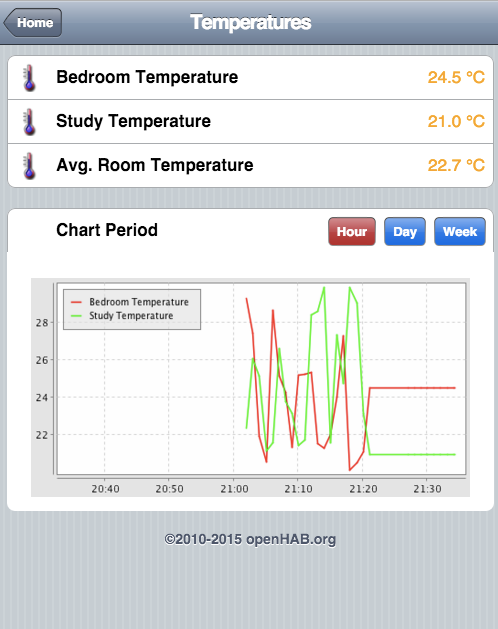 Home
Temperatures
Bedroom Temperature 24.5 °C
Study Temperature 21.0 °C
Avg. Room Temperature 22.7 °C
Chart Period Hour Day Week
Bedroom Temperature
Study Temperature
28
26
24
22
20:40 20:50 21:00 21:10 21:20 21:30
©2010-2015 openHAB.org